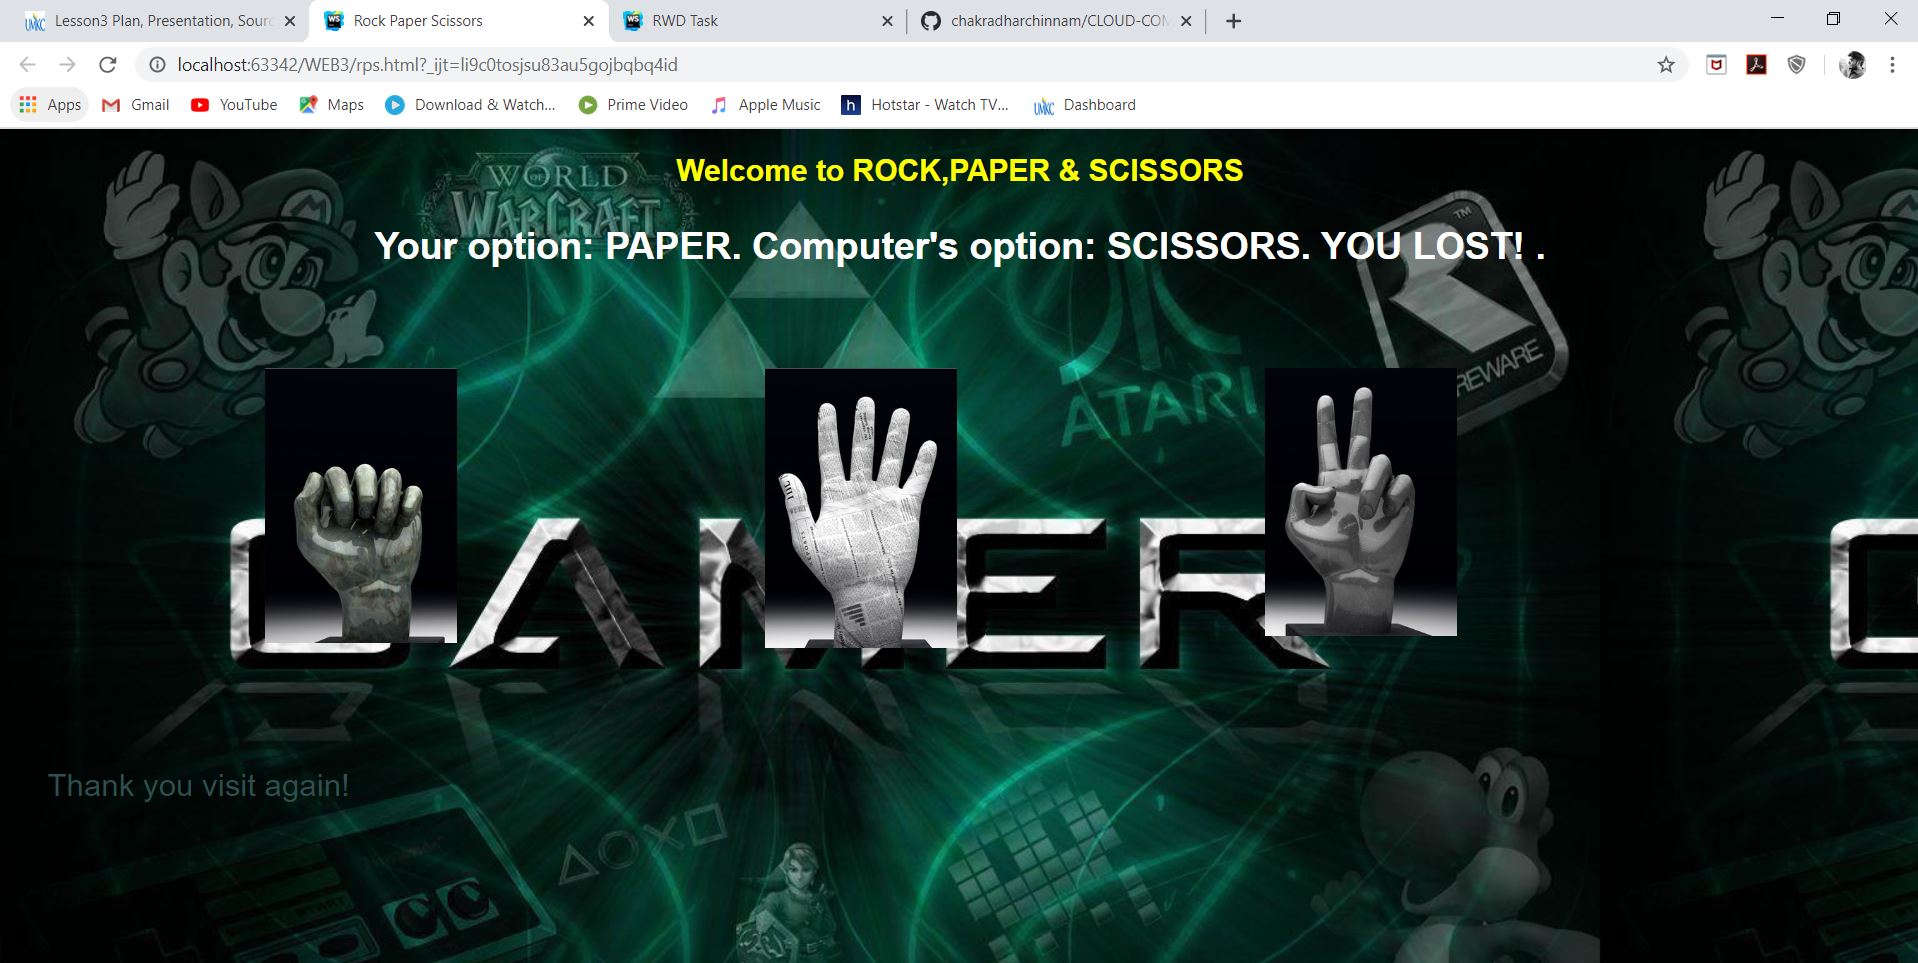 Lesson3 Plan, Presentation, Sourc
Rock Paper Scissors
RWD Task
chakradharchinnam/CLOUD-COM
localhost:63342/WEB3/rps.html?_ijt=li9c0tosjsu83au5gojbqbq4id
Apps
Gmail
YouTube
Maps
Download & Watch...
Prime Video
Apple Music
Hotstar - Watch TV...
UMKC
Dashboard
Welcome to ROCK,PAPER & SCISSORS
WORLD
WARCRAFT
Your option: PAPER. Computer's option: SCISSORS. YOU LOST! .
TM
REWARE
ATARI
GAMER
Thank you visit again!